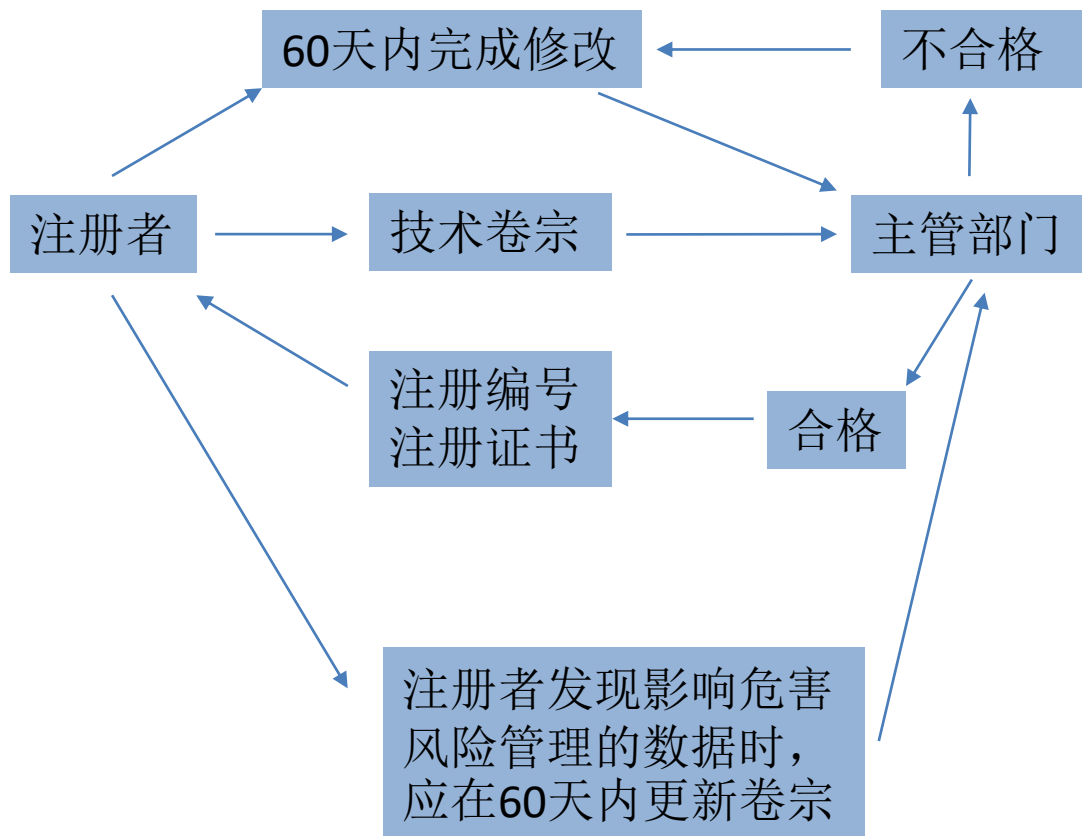 60天内完成修改
不合格
注册者
技术卷宗
主管部门
注册编号
注册证书
合格
注册者发现影响危害
风险管理的数据时，
应在60天内更新卷宗